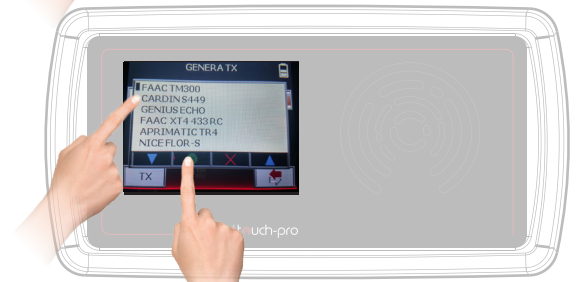 GENERA TX
FAAC TM300
CARDIN S449
GENIUS ECHO
FAAC XT4 433 RC
APRIMATIC TR4
NICE FLOR-S
TX
uch-pro